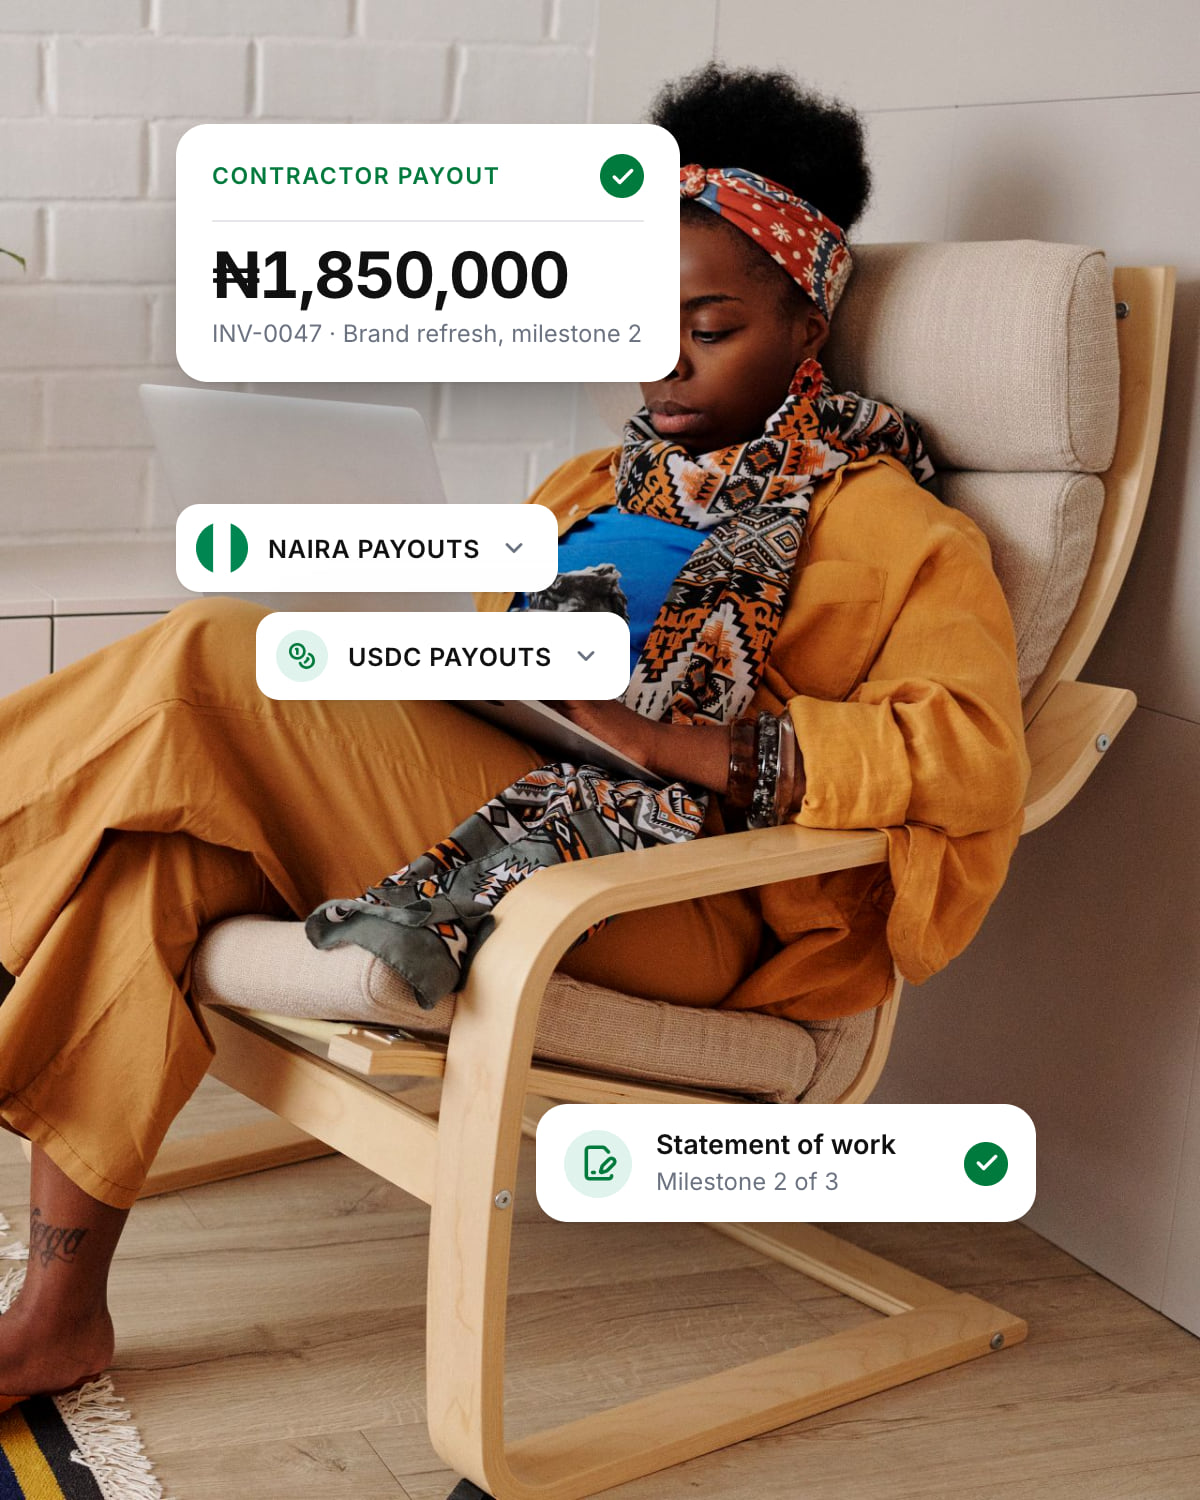 CONTRACTOR PAYOUT
₦1,850,000
INV-0047 · Brand refresh, milestone 2
NAIRA PAYOUTS
USDC PAYOUTS
Statement of work
Milestone 2 of 3